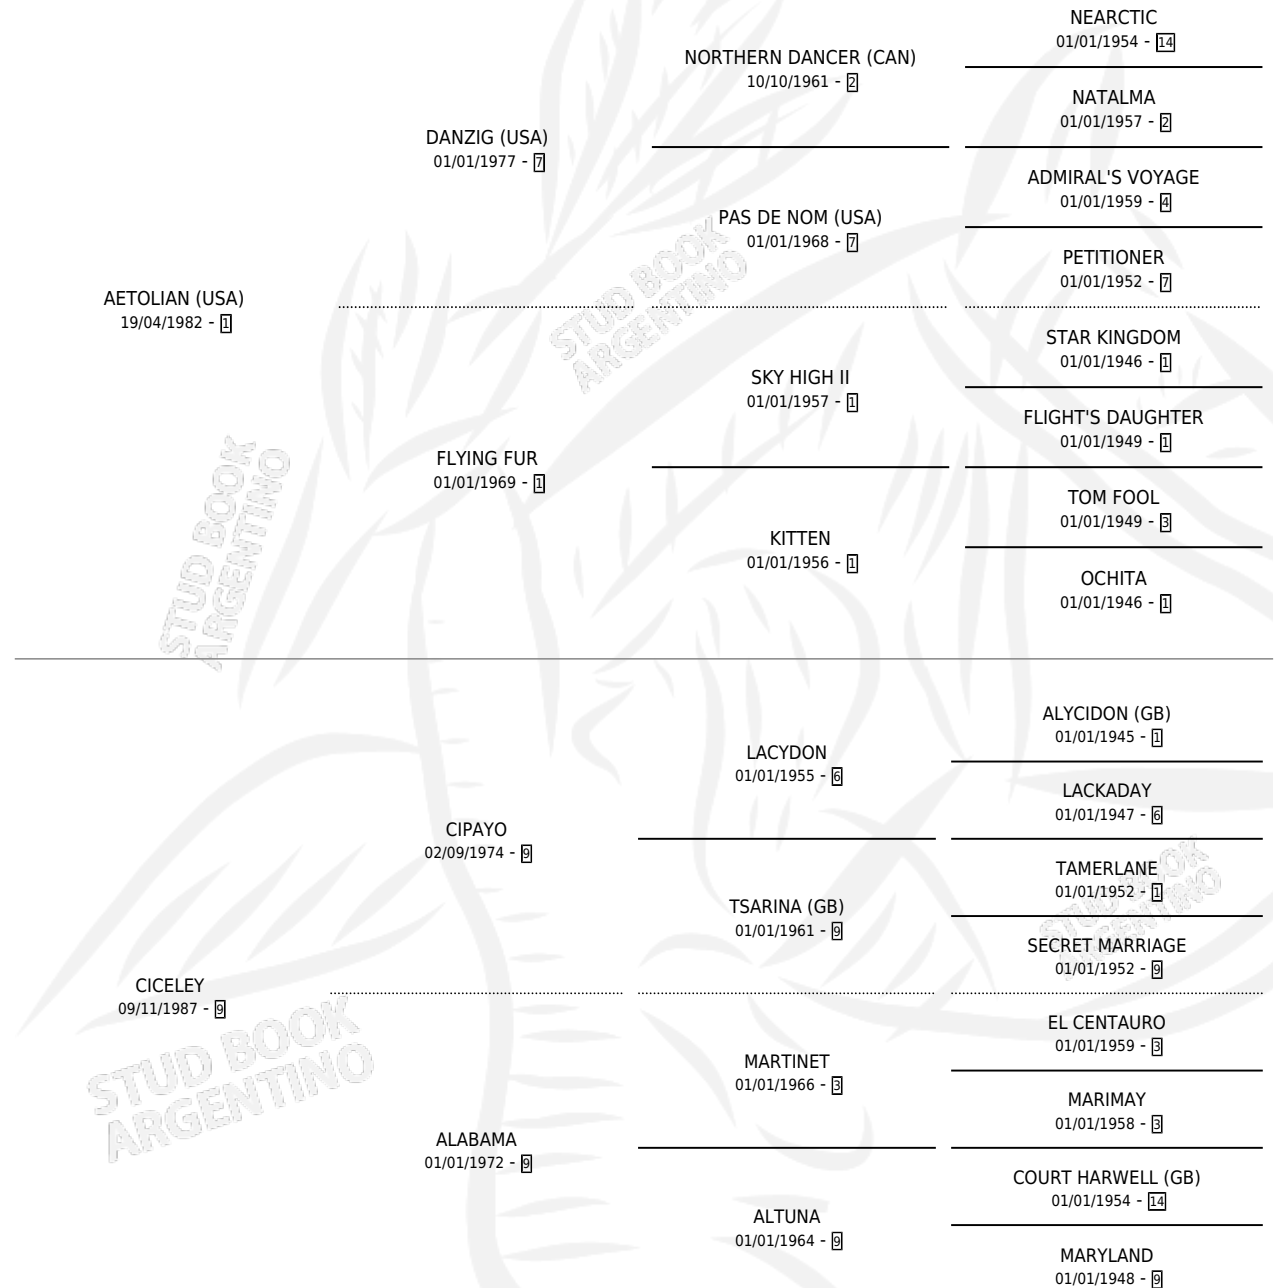 NEARCTIC
01/01/1954 - 14
NORTHERN DANCER (CAN)
10/10/1961 - 2
NATALMA
01/01/1957 - 2
DANZIG (USA)
01/01/1977 - 7
ADMIRAL'S VOYAGE
01/01/1959 - 4
PAS DE NOM (USA)
01/01/1968 - 7
PETITIONER
01/01/1952 - 7
AETOLIAN (USA)
19/04/1982 - 1
STAR KINGDOM
01/01/1946 - 1
SKY HIGH II
01/01/1957 - 1
FLIGHT'S DAUGHTER
01/01/1949 - 1
FLYING FUR
01/01/1969 - 1
TOM FOOL
01/01/1949 - 3
KITTEN
01/01/1956 - 1
OCHITA
01/01/1946 - 1
ALYCIDON (GB)
01/01/1945 - 1
LACYDON
01/01/1955 - 6
LACKADAY
01/01/1947 - 6
CIPAYO
02/09/1974 - 9
TAMERLANE
01/01/1952 - 1
TSARINA (GB)
01/01/1961 - 9
SECRET MARRIAGE
01/01/1952 - 9
CICELEY
09/11/1987 - 9
EL CENTAURO
01/01/1959 - 3
MARTINET
01/01/1966 - 3
MARIMAY
01/01/1958 - 3
ALABAMA
01/01/1972 - 9
COURT HARWELL (GB)
01/01/1954 - 14
ALTUNA
01/01/1964 - 9
MARYLAND
01/01/1948 - 9
STUD BOOK
ARGENTINO
STUD BOOK
ARGENTINO
STUD BOOK
ARGENTINO
STUD BOOK
ARGENTINO